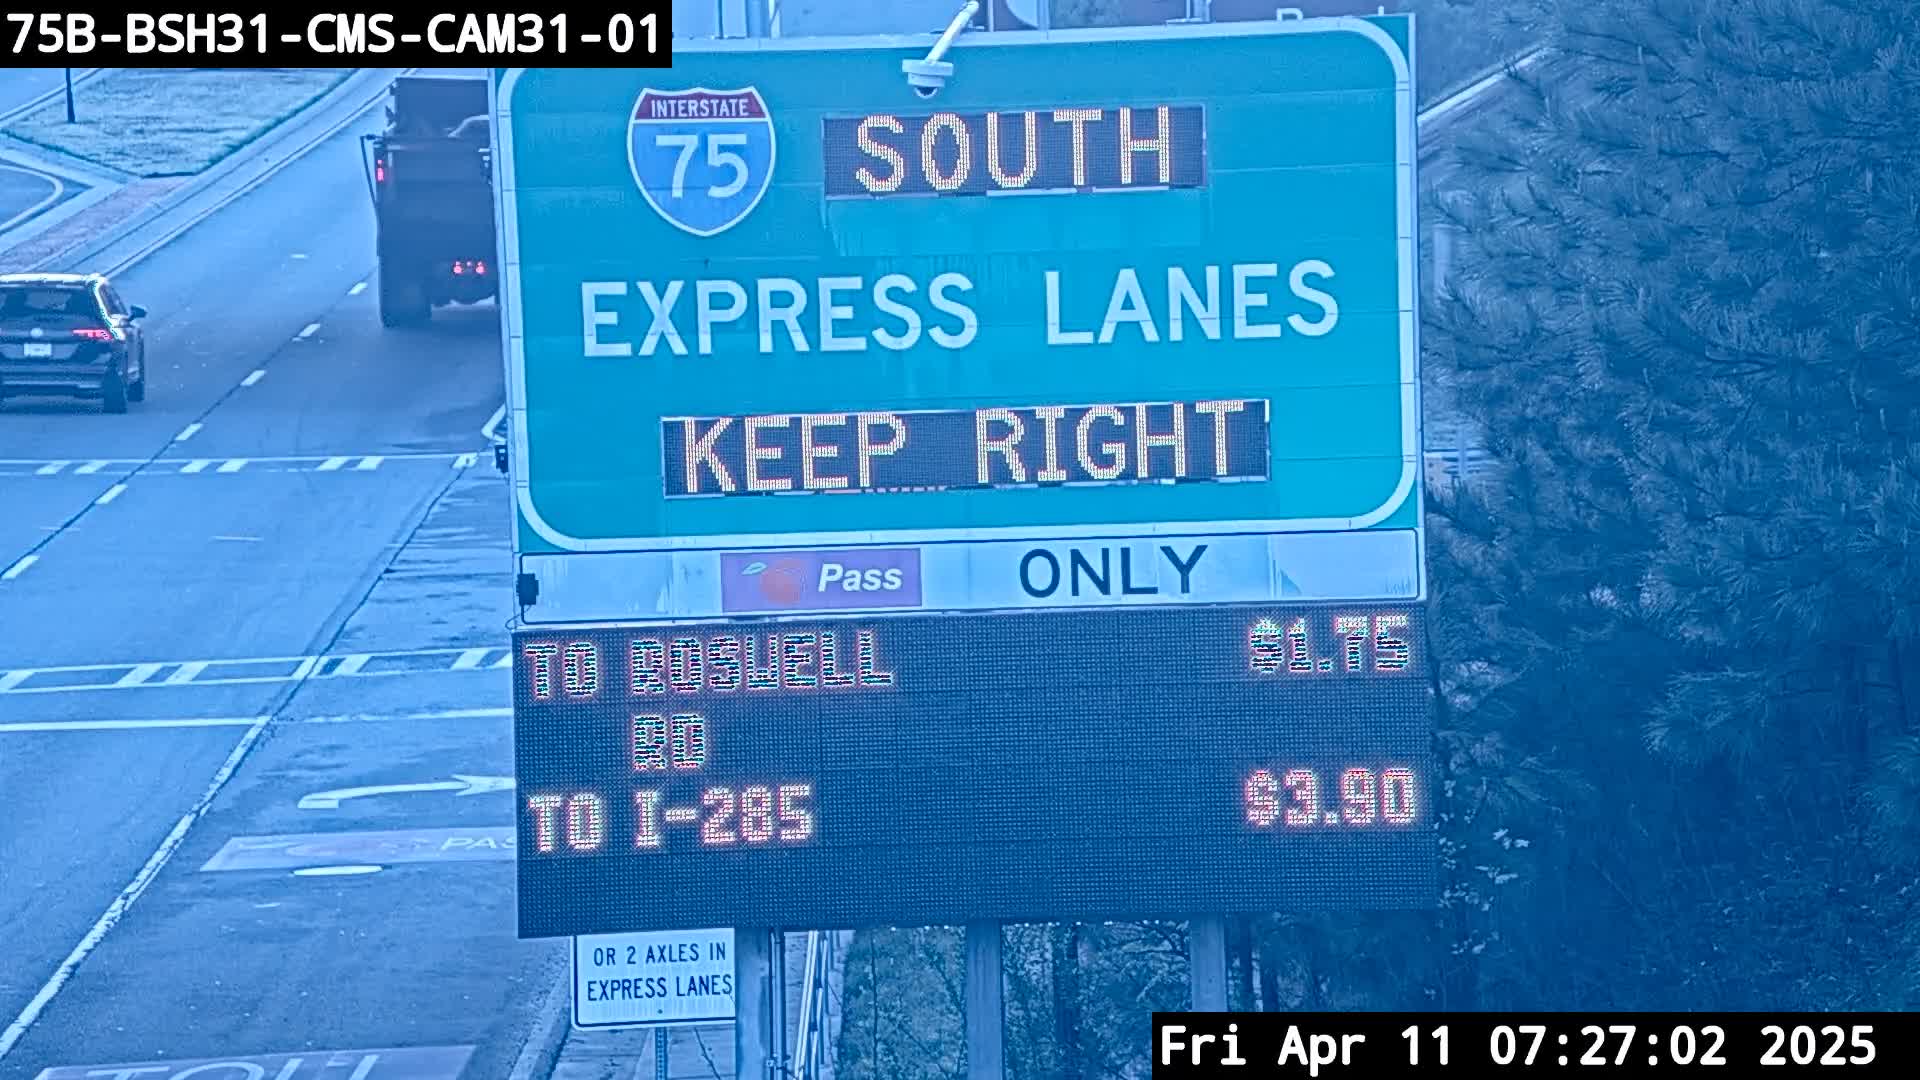 75B-BSH31-CMS-CAM31-01
INTERSTATE
75
SOUTH
EXPRESS LANES
KEEP RIGHT
Pass
ONLY
TO ROSWELL $1.75
RD
TO I-285 $3.90
OR 2 AXLES IN
EXPRESS LANES
Fri Apr 11 07:27:02 2025